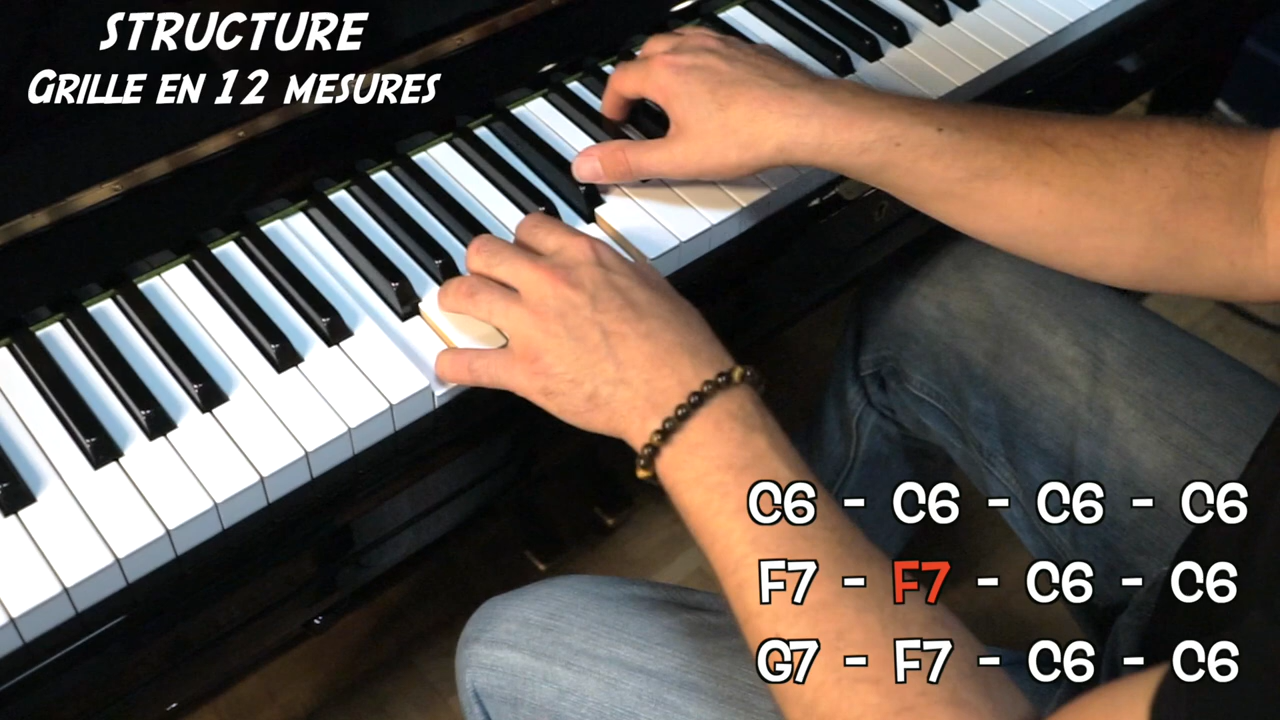 STRUCTURE
GRILLE EN 12 MESURES
C6 - C6 - C6 - C6
F7 - F7 - C6 - C6
G7 - F7 - C6 - C6